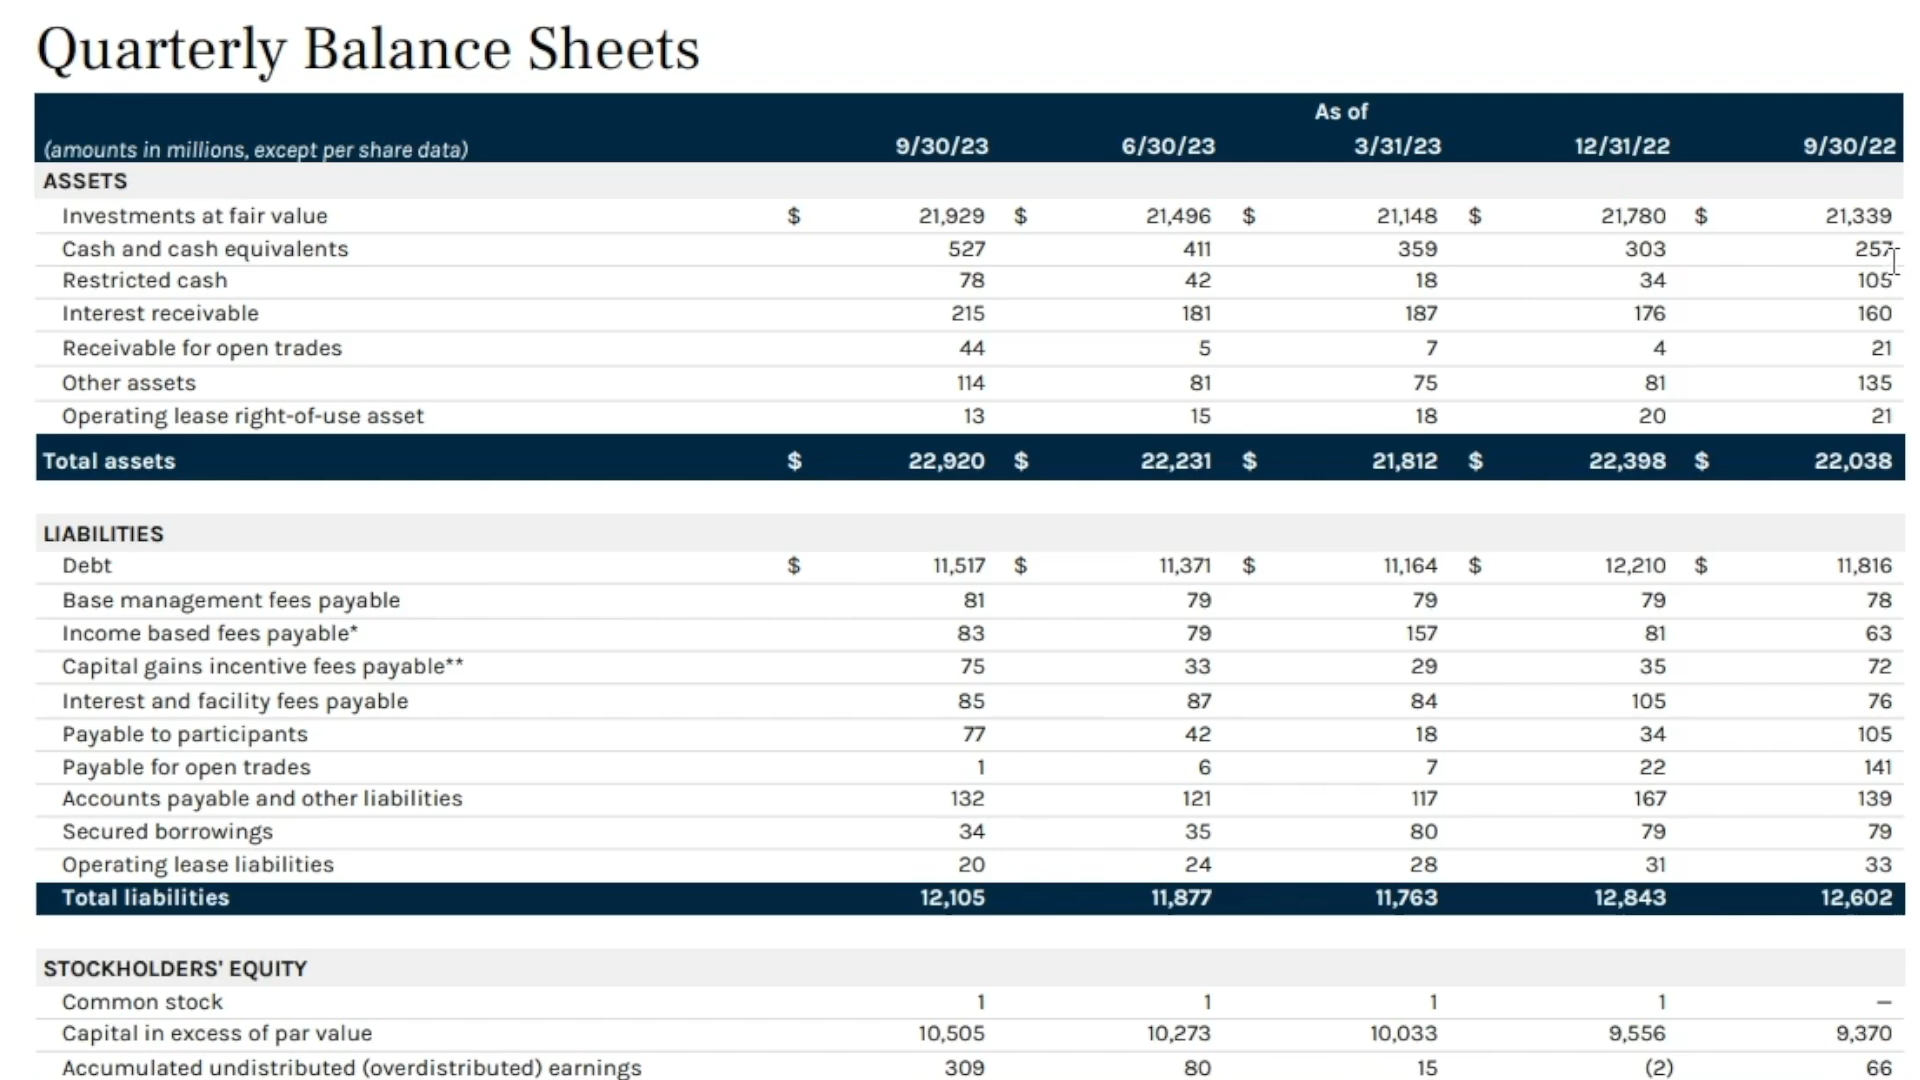 Quarterly Balance Sheets
As of
(amounts in millions, except per share data) 9/30/23 6/30/23 3/31/23 12/31/22 9/30/22
ASSETS
Investments at fair value $ 21,929 $ 21,496 $ 21,148 $ 21,780 $ 21,339
Cash and cash equivalents 527 411 359 303 257
Restricted cash 78 42 18 34 105
Interest receivable 215 181 187 176 160
Receivable for open trades 44 5 7 4 21
Other assets 114 81 75 81 135
Operating lease right-of-use asset 13 15 18 20 21
Total assets $ 22,920 $ 22,231 $ 21,812 $ 22,398 $ 22,038
LIABILITIES
Debt $ 11,517 $ 11,371 $ 11,164 $ 12,210 $ 11,816
Base management fees payable 81 79 79 79 78
Income based fees payable* 83 79 157 81 63
Capital gains incentive fees payable** 75 33 29 35 72
Interest and facility fees payable 85 87 84 105 76
Payable to participants 77 42 18 34 105
Payable for open trades 1 6 7 22 141
Accounts payable and other liabilities 132 121 117 167 139
Secured borrowings 34 35 80 79 79
Operating lease liabilities 20 24 28 31 33
Total liabilities 12,105 11,877 11,763 12,843 12,602
STOCKHOLDERS' EQUITY
Common stock 1 1 1 1 —
Capital in excess of par value 10,505 10,273 10,033 9,556 9,370
Accumulated undistributed (overdistributed) earnings 309 80 15 (2) 66